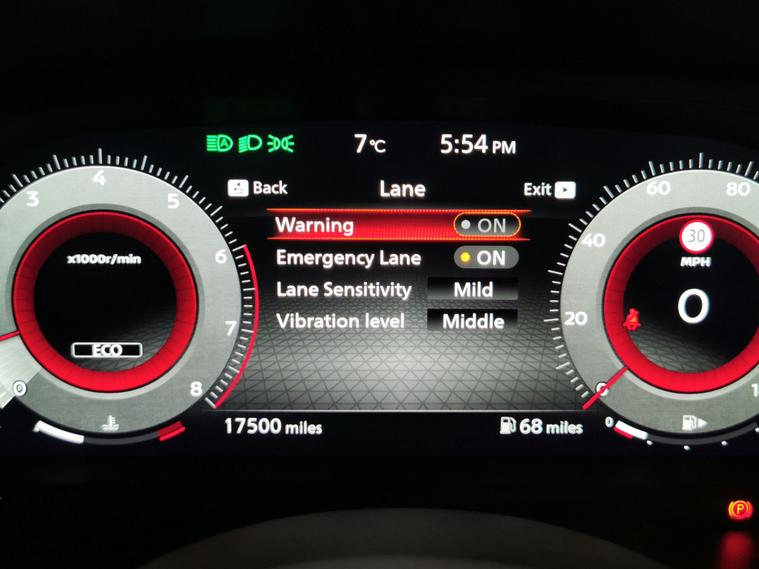 7°C 5:54 PM
Back Lane Exit
Warning ON
Emergency Lane ON
Lane Sensitivity Mild
Vibration level Middle
3 4 5 6 7 8 0
x1000r/min
ECO
0 20 40 60 80
30
MPH
0
17500 miles
68 miles
0
P